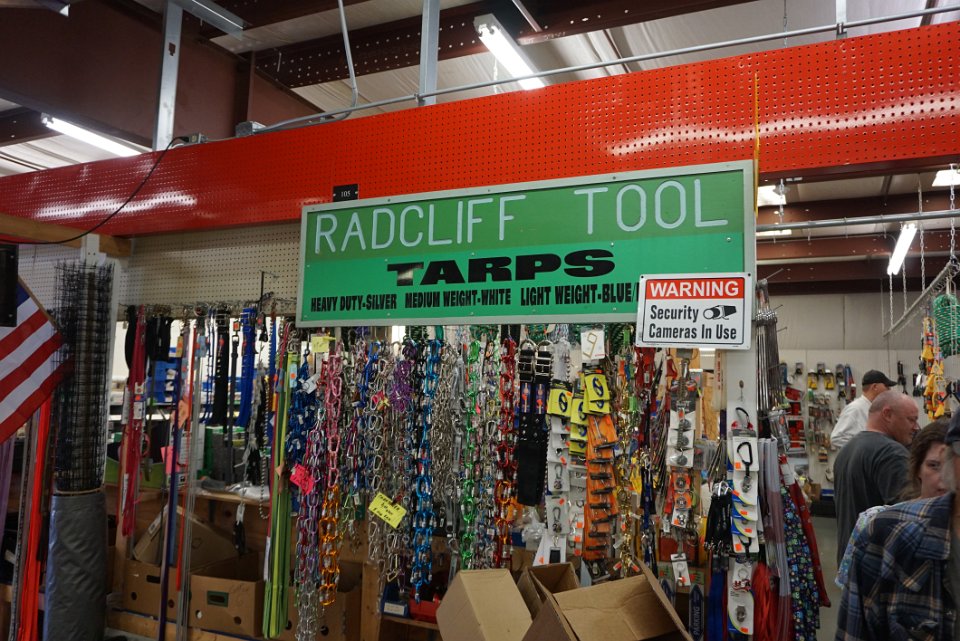 105
RADCLIFF TOOL
TARPS
HEAVY DUTY-SILVER MEDIUM WEIGHT-WHITE LIGHT WEIGHT-BLUE/
WARNING
Security
Cameras In Use